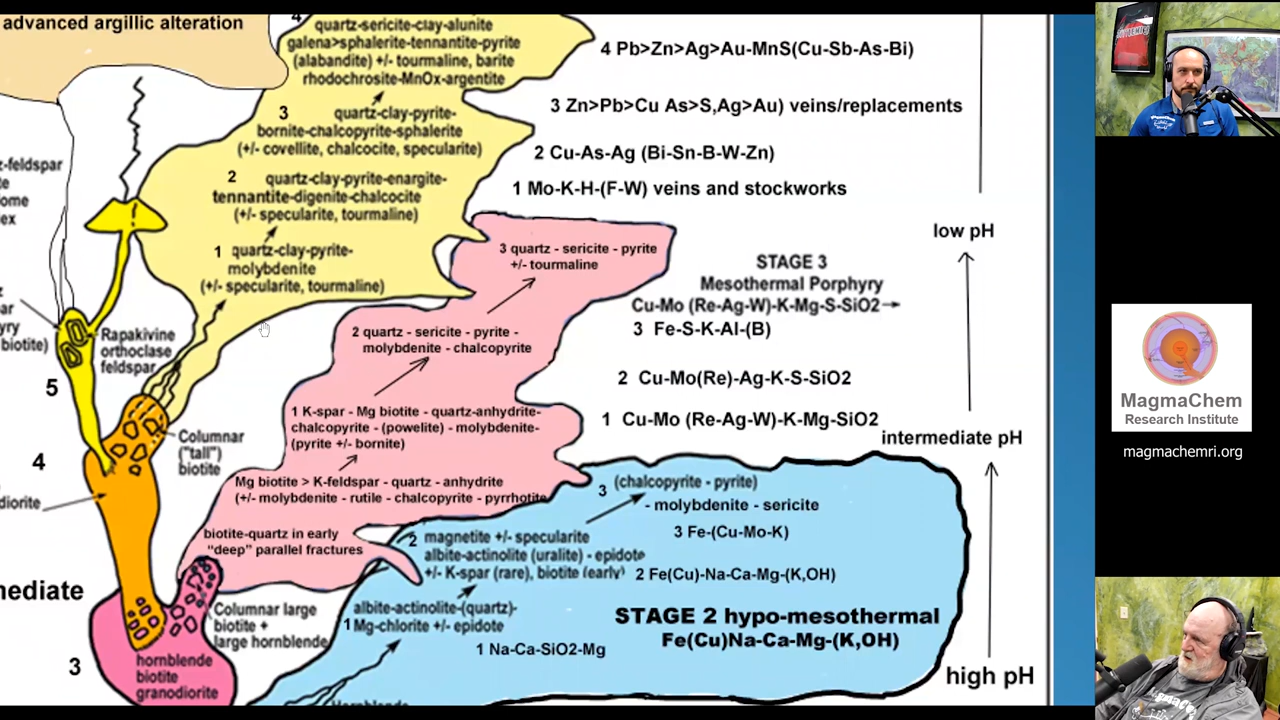 advanced argillic alteration
4 quartz-sericite-clay-alunite
galena>sphalerite-tennantite-pyrite
(alabandite) +/- tourmaline, barite
rhodochrosite-MnOx-argentite
3 quartz-clay-pyrite-
bornite-chalcopyrite-sphalerite
(+/- covellite, chalcocite, specularite)
2 quartz-clay-pyrite-enargite-
tennantite-digenite-chalcocite
(+/- specularite, tourmaline)
1 quartz-clay-pyrite-
molybdenite
(+/- specularite, tourmaline)
4 Pb>Zn>Ag>Au-MnS(Cu-Sb-As-Bi)
3 Zn>Pb>Cu As>S,Ag>Au) veins/replacements
2 Cu-As-Ag (Bi-Sn-B-W-Zn)
1 Mo-K-H-(F-W) veins and stockworks
low pH
3 quartz - sericite - pyrite
+/- tourmaline
STAGE 3
Mesothermal Porphyry
Cu-Mo (Re-Ag-W)-K-Mg-S-SiO2
3 Fe-S-K-Al-(B)
2 Cu-Mo(Re)-Ag-K-S-SiO2
1 Cu-Mo (Re-Ag-W)-K-Mg-SiO2
intermediate pH
2 quartz - sericite - pyrite -
molybdenite - chalcopyrite
1 K-spar - Mg biotite - quartz-anhydrite-
chalcopyrite - (powelite) - molybdenite-
(pyrite +/- bornite)
Mg biotite > K-feldspar - quartz - anhydrite
(+/- molybdenite - rutile - chalcopyrite - pyrrhotite
biotite-quartz in early
"deep" parallel fractures
z-feldspar
te
ome
ex
z
par
yry
biotite)
Rapakivine
orthoclase
feldspar
5
4
Columnar
("tall")
biotite
diorite
mediate
3
hornblende
biotite
granodiorite
Columnar large
biotite +
large hornblende
3 (chalcopyrite - pyrite)
- molybdenite - sericite
3 Fe-(Cu-Mo-K)
2 magnetite +/- specularite
albite-actinolite (uralite) - epidote
+/- K-spar (rare), biotite (early)
2 Fe(Cu)-Na-Ca-Mg-(K,OH)
albite-actinolite-(quartz)-
1 Mg-chlorite +/- epidote
1 Na-Ca-SiO2-Mg
STAGE 2 hypo-mesothermal
Fe(Cu)Na-Ca-Mg-(K,OH)
high pH
MagmaChem
Research Institute
magmachemri.org